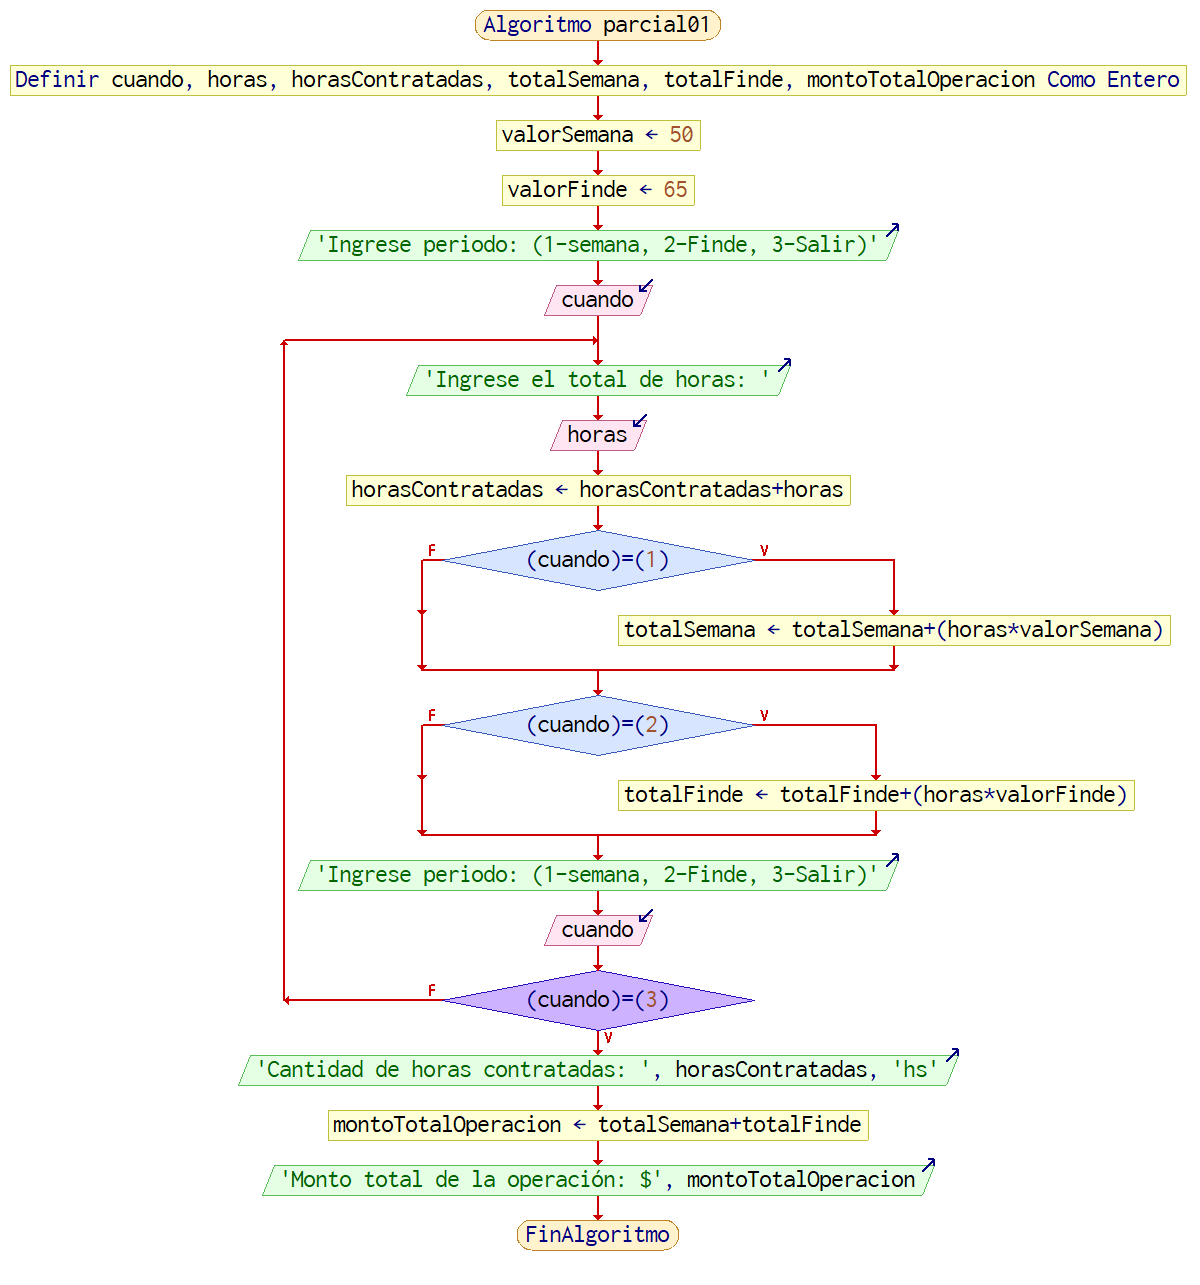 Algoritmo parcial01
Definir cuando, horas, horasContratadas, totalSemana, totalFinde, montoTotalOperacion Como Entero
valorSemana ← 50
valorFinde ← 65
'Ingrese periodo: (1-semana, 2-Finde, 3-Salir)'
cuando
'Ingrese el total de horas: '
horas
horasContratadas ← horasContratadas+horas
F
(cuando)=(1)
V
totalSemana ← totalSemana+(horas*valorSemana)
F
(cuando)=(2)
V
totalFinde ← totalFinde+(horas*valorFinde)
'Ingrese periodo: (1-semana, 2-Finde, 3-Salir)'
cuando
F
(cuando)=(3)
V
'Cantidad de horas contratadas: ', horasContratadas, 'hs'
montoTotalOperacion ← totalSemana+totalFinde
'Monto total de la operación: $', montoTotalOperacion
FinAlgoritmo